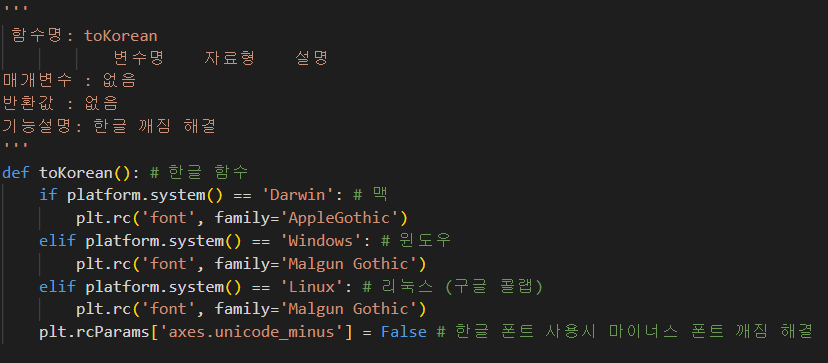 '''
함수명: toKorean
변수명 자료형 설명
매개변수 : 없음
반환값 : 없음
기능설명: 한글 깨짐 해결
'''
def toKorean(): # 한글 함수
    if platform.system() == 'Darwin': # 맥
        plt.rc('font', family='AppleGothic')
    elif platform.system() == 'Windows': # 윈도우
        plt.rc('font', family='Malgun Gothic')
    elif platform.system() == 'Linux': # 리눅스 (구글 콜랩)
        plt.rc('font', family='Malgun Gothic')
    plt.rcParams['axes.unicode_minus'] = False # 한글 폰트 사용시 마이너스 폰트 깨짐 해결